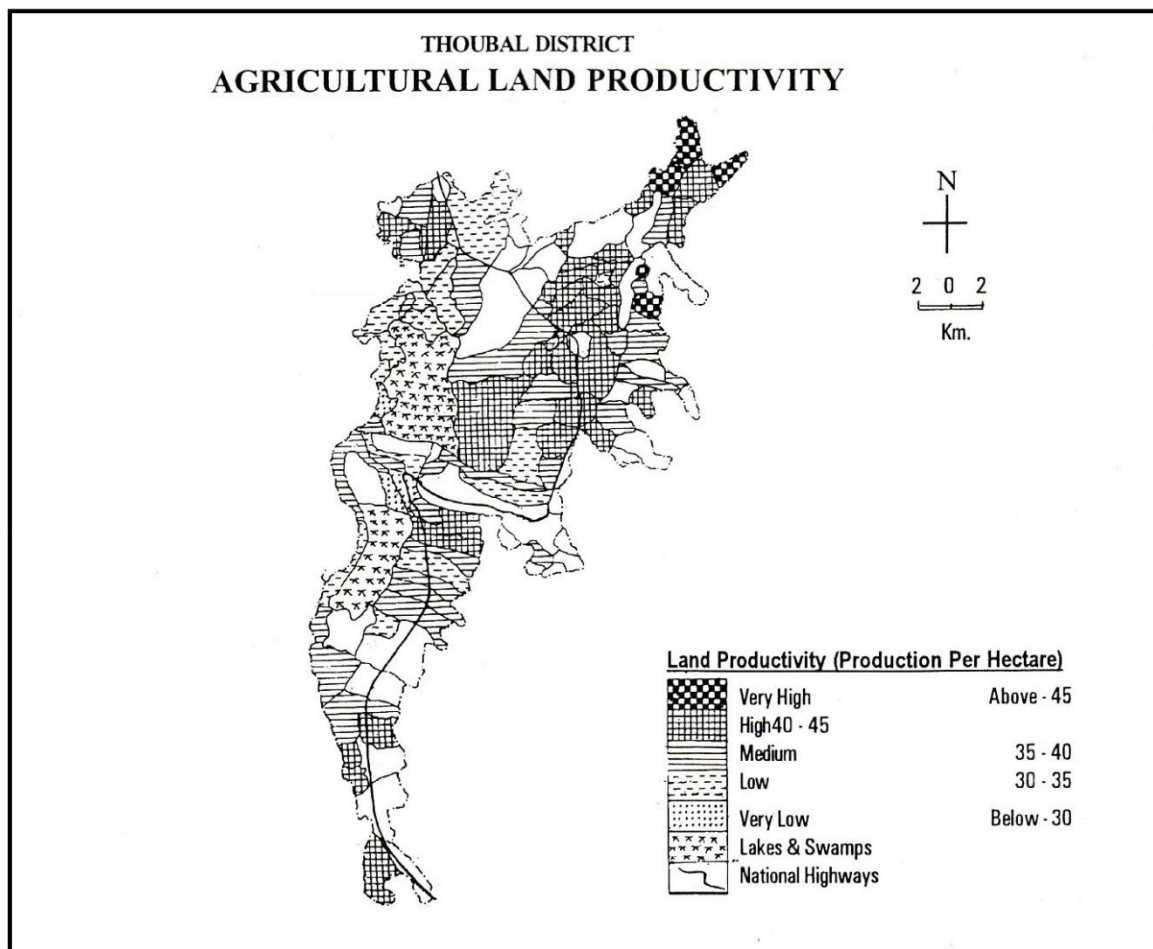 THOUBAL DISTRICT
AGRICULTURAL LAND PRODUCTIVITY
N
2 0 2
Km.
Land Productivity (Production Per Hectare)
Very High Above - 45
High40 - 45
Medium 35 - 40
Low 30 - 35
Very Low Below - 30
Lakes & Swamps
National Highways